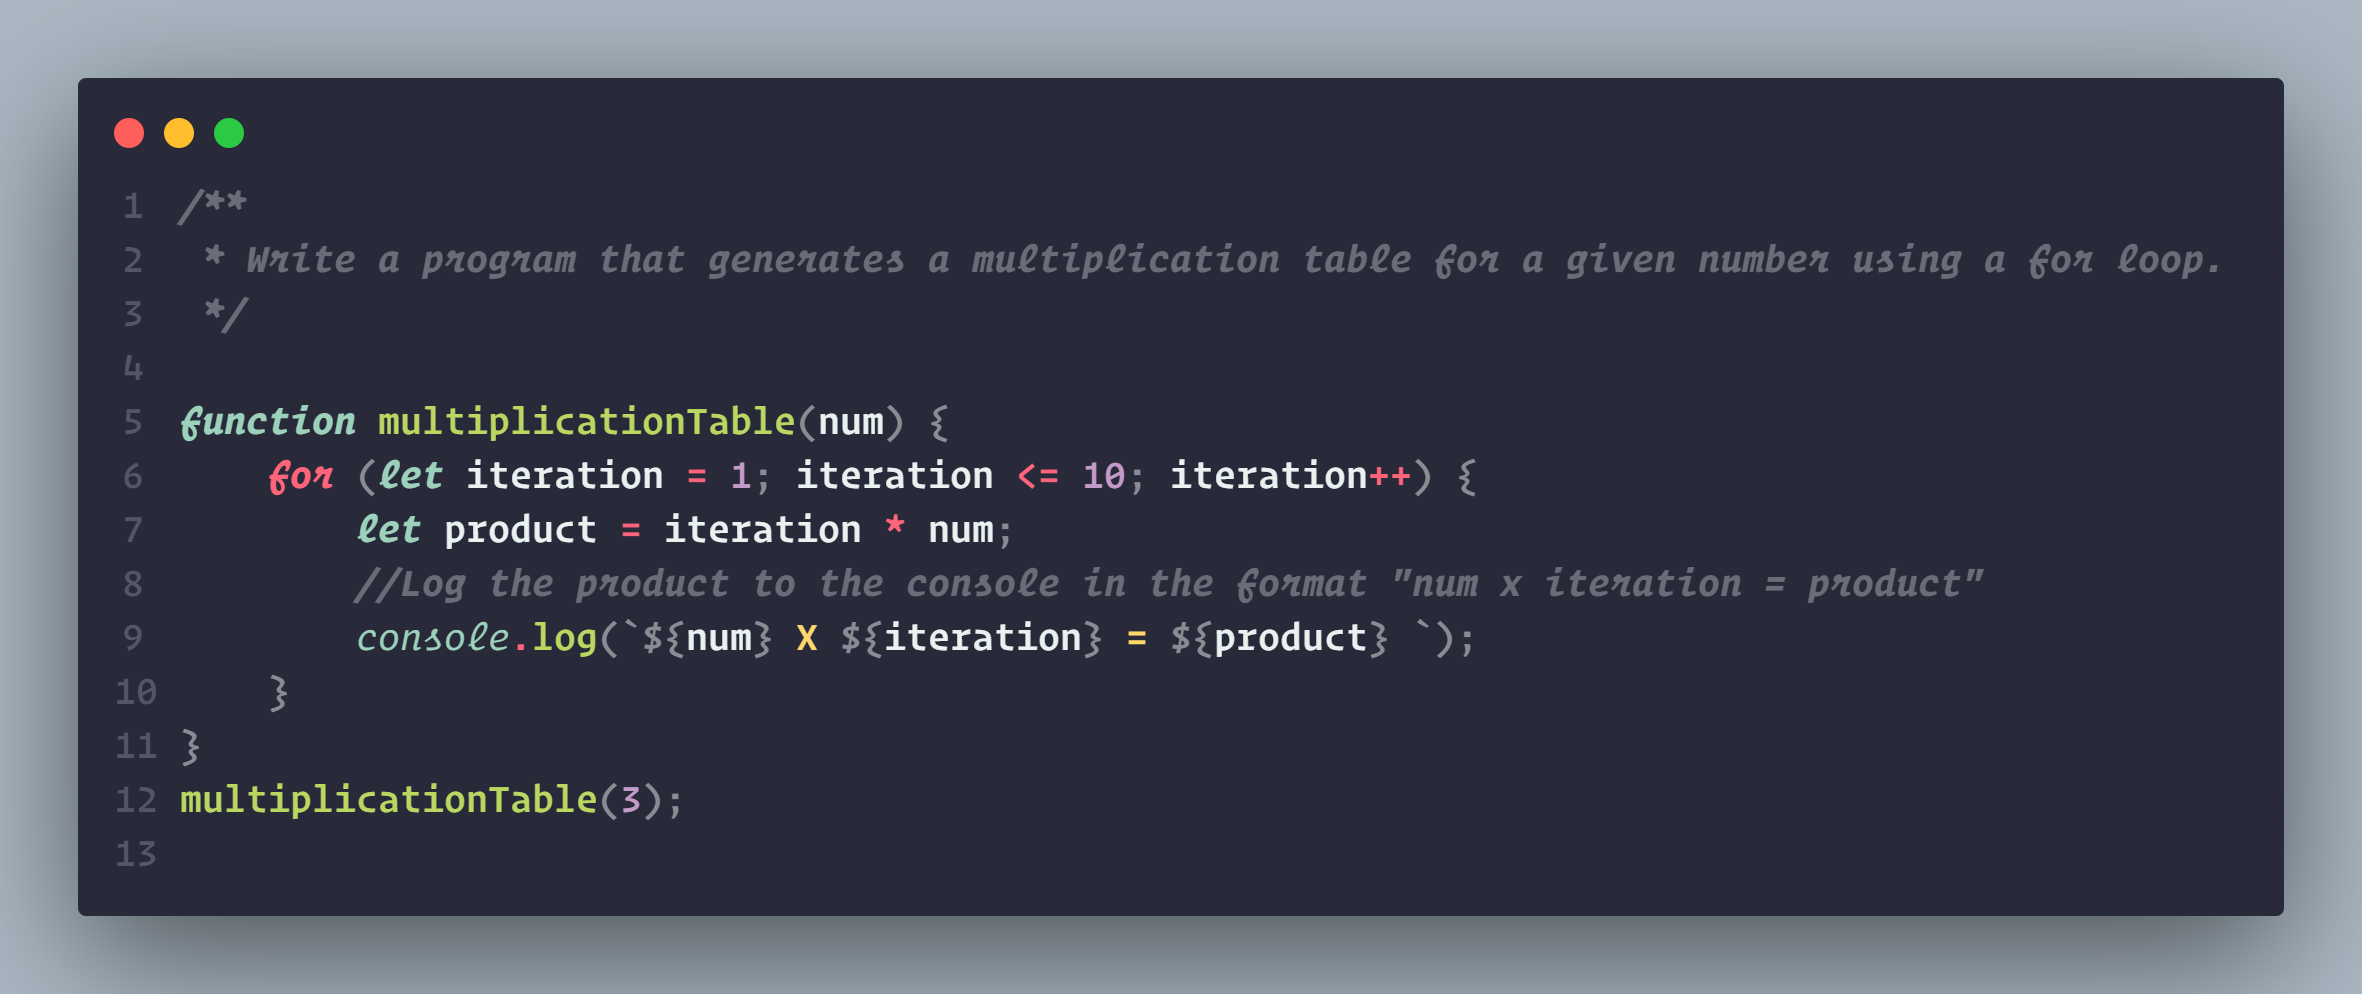 1 /**
2  * Write a program that generates a multiplication table for a given number using a for loop.
3  */
4
5 function multiplicationTable(num) {
6     for (let iteration = 1; iteration <= 10; iteration++) {
7         let product = iteration * num;
8         //Log the product to the console in the format "num x iteration = product"
9         console.log(`${num} X ${iteration} = ${product} `);
10     }
11 }
12 multiplicationTable(3);
13